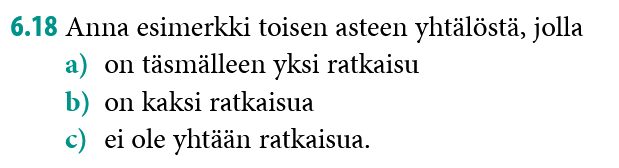 6.18 Anna esimerkki toisen asteen yhtälöstä, jolla
a) on täsmälleen yksi ratkaisu
b) on kaksi ratkaisua
c) ei ole yhtään ratkaisua.